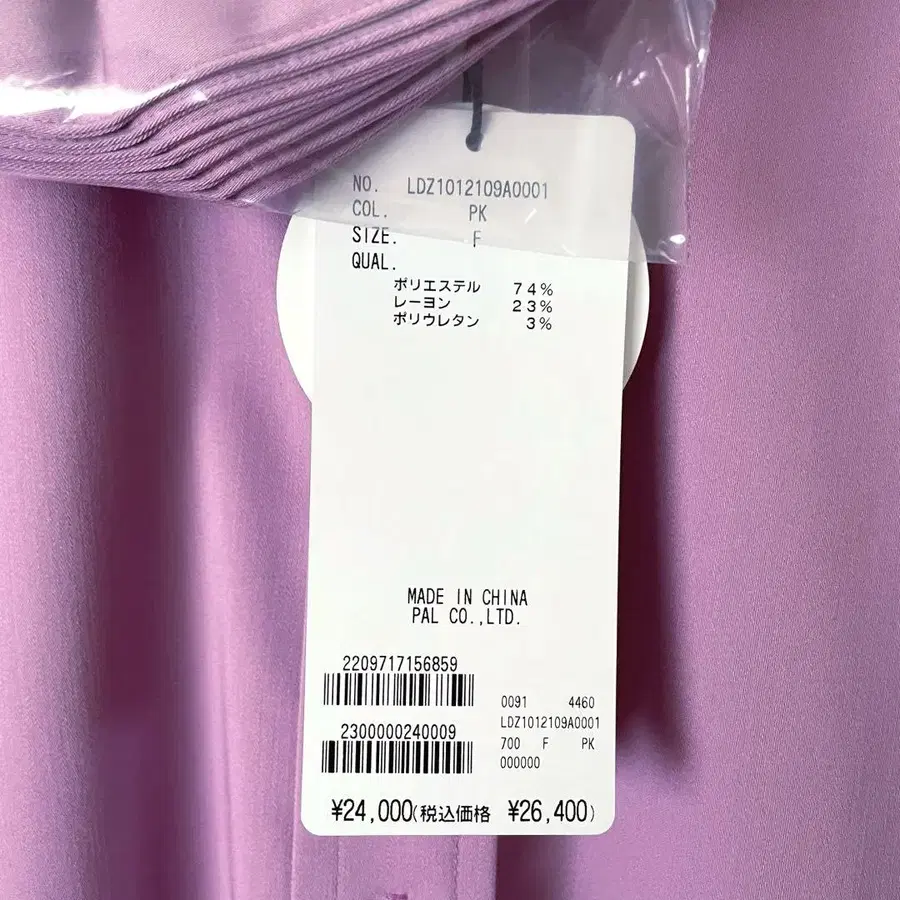 NO. LDZ1012109A0001
COL. PK
SIZE. F
QUAL.
ポリエステル 74%
レーヨン 23%
ポリウレタン 3%
MADE IN CHINA
PAL CO.,LTD.
2209717156859
2300000240009
0091 4460
LDZ1012109A0001
700 F PK
000000
¥24,000(税込価格 ¥26,400)